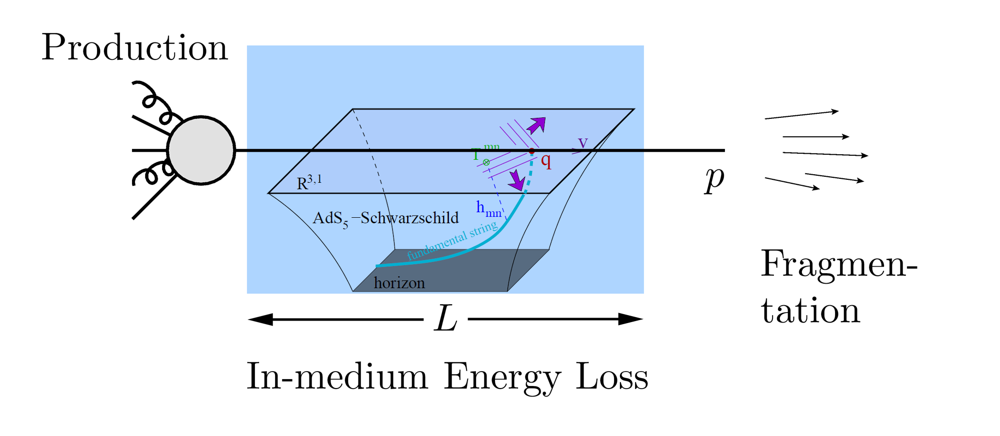 Production
T^mn
v
q
R^3,1
p
h_mn
AdS_5 −Schwarzschild
fundamental string
horizon
Fragmen-
tation
L
In-medium Energy Loss